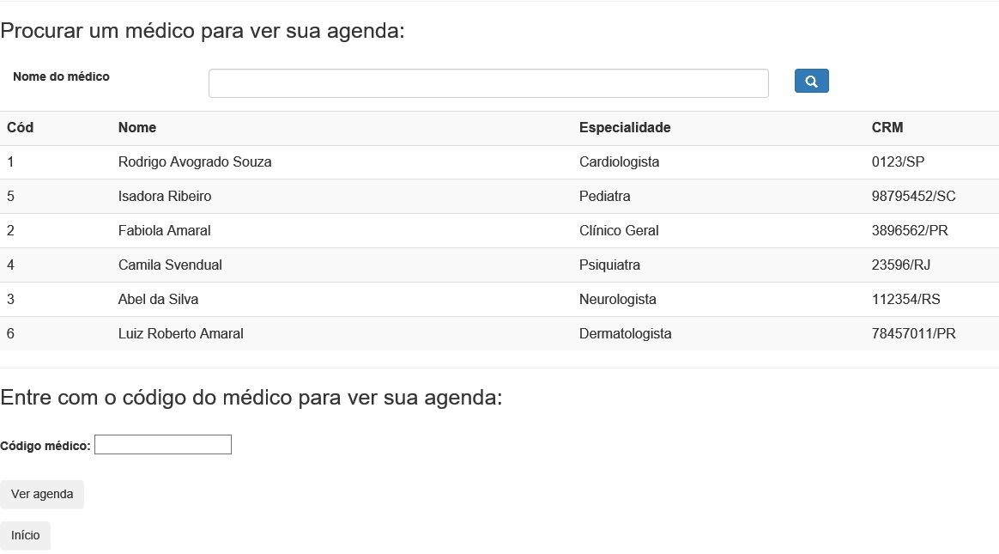 Procurar um médico para ver sua agenda:
Nome do médico
Cód Nome Especialidade CRM
1 Rodrigo Avogrado Souza Cardiologista 0123/SP
5 Isadora Ribeiro Pediatra 98795452/SC
2 Fabiola Amaral Clínico Geral 3896562/PR
4 Camila Svendual Psiquiatra 23596/RJ
3 Abel da Silva Neurologista 112354/RS
6 Luiz Roberto Amaral Dermatologista 78457011/PR
Entre com o código do médico para ver sua agenda:
Código médico:
Ver agenda
Início